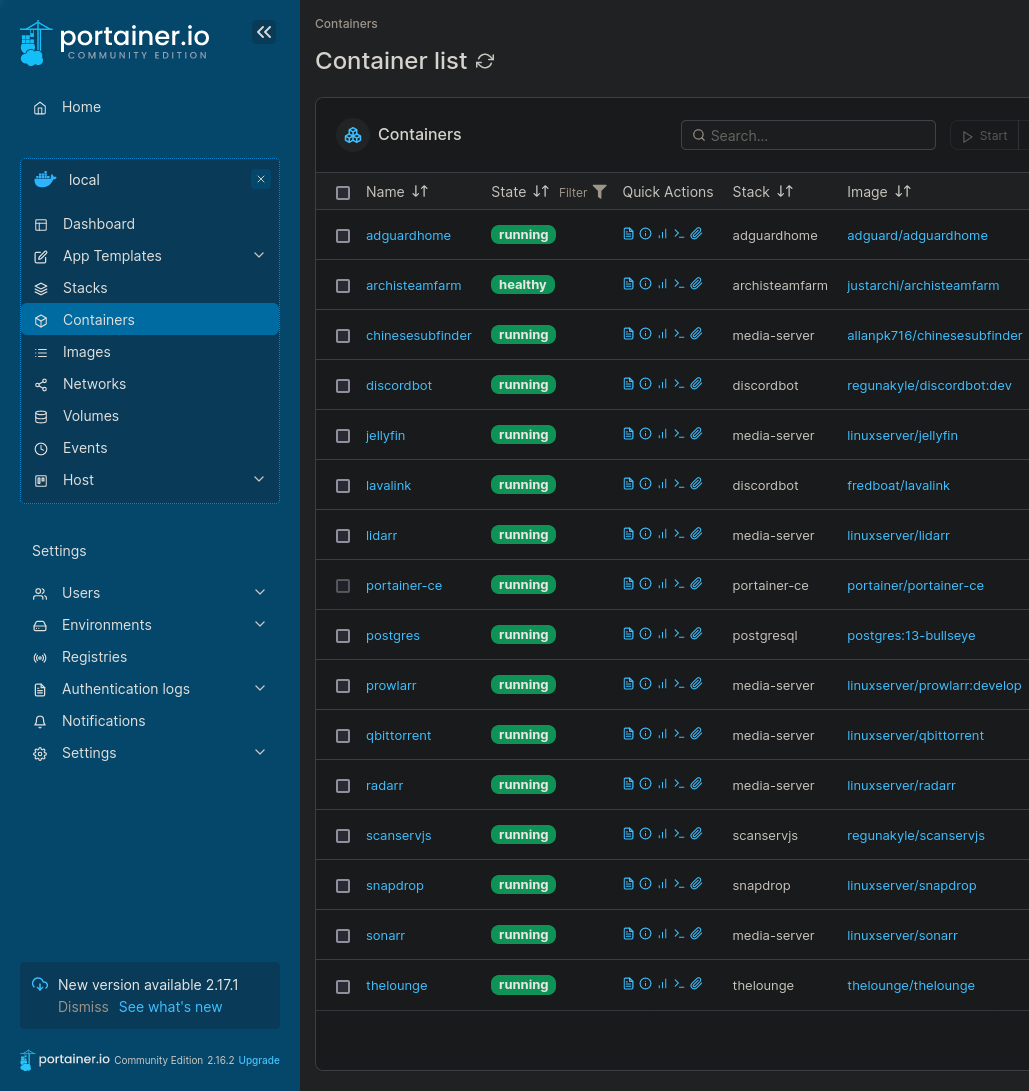 portainer.io
COMMUNITY EDITION
Home
local
Dashboard
App Templates
Stacks
Containers
Images
Networks
Volumes
Events
Host
Settings
Users
Environments
Registries
Authentication logs
Notifications
Settings
New version available 2.17.1
Dismiss See what's new
portainer.io Community Edition 2.16.2 Upgrade
Containers
Container list
Containers Search... Start
Name State Filter Quick Actions Stack Image
adguardhome running adguardhome adguard/adguardhome
archisteamfarm healthy archisteamfarm justarchi/archisteamfarm
chinesesubfinder running media-server allanpk716/chinesesubfinder
discordbot running discordbot regunakyle/discordbot:dev
jellyfin running media-server linuxserver/jellyfin
lavalink running discordbot fredboat/lavalink
lidarr running media-server linuxserver/lidarr
portainer-ce running portainer-ce portainer/portainer-ce
postgres running postgresql postgres:13-bullseye
prowlarr running media-server linuxserver/prowlarr:develop
qbittorrent running media-server linuxserver/qbittorrent
radarr running media-server linuxserver/radarr
scanservjs running scanservjs regunakyle/scanservjs
snapdrop running snapdrop linuxserver/snapdrop
sonarr running media-server linuxserver/sonarr
thelounge running thelounge thelounge/thelounge